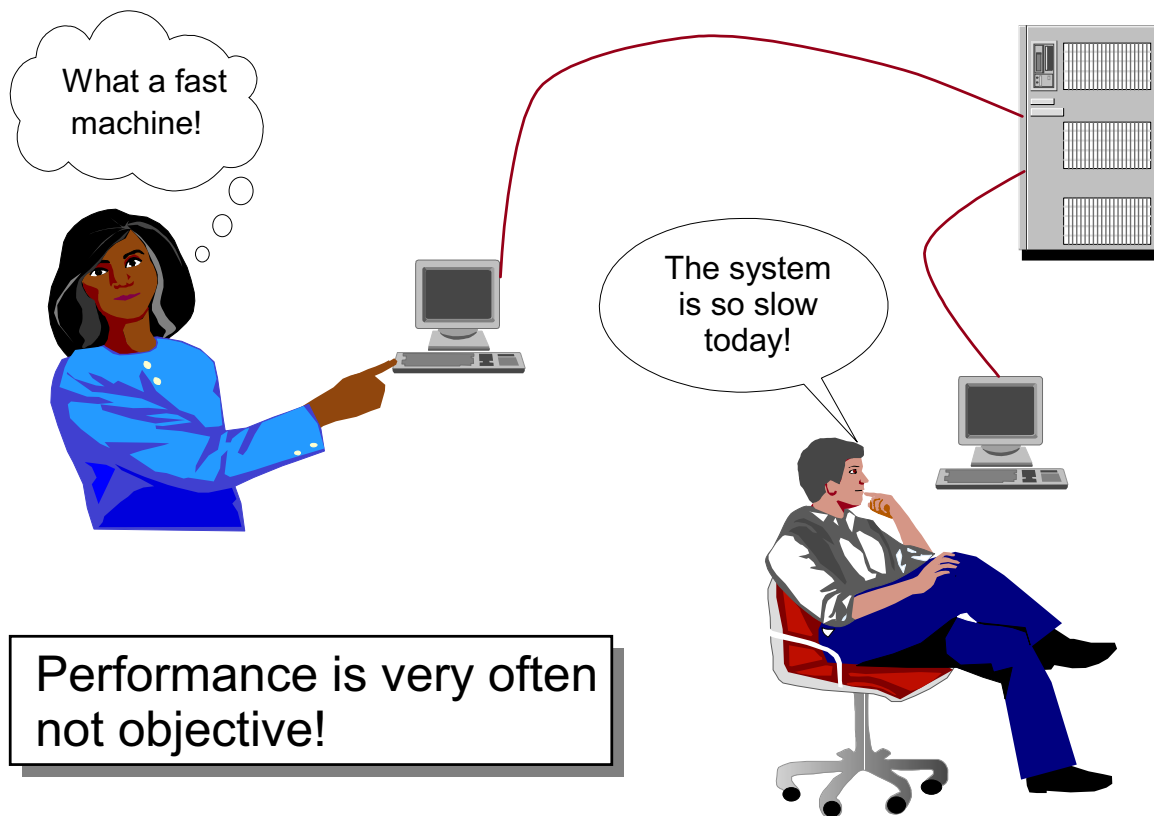 What a fast
machine!
The system
is so slow
today!
Performance is very often
not objective!